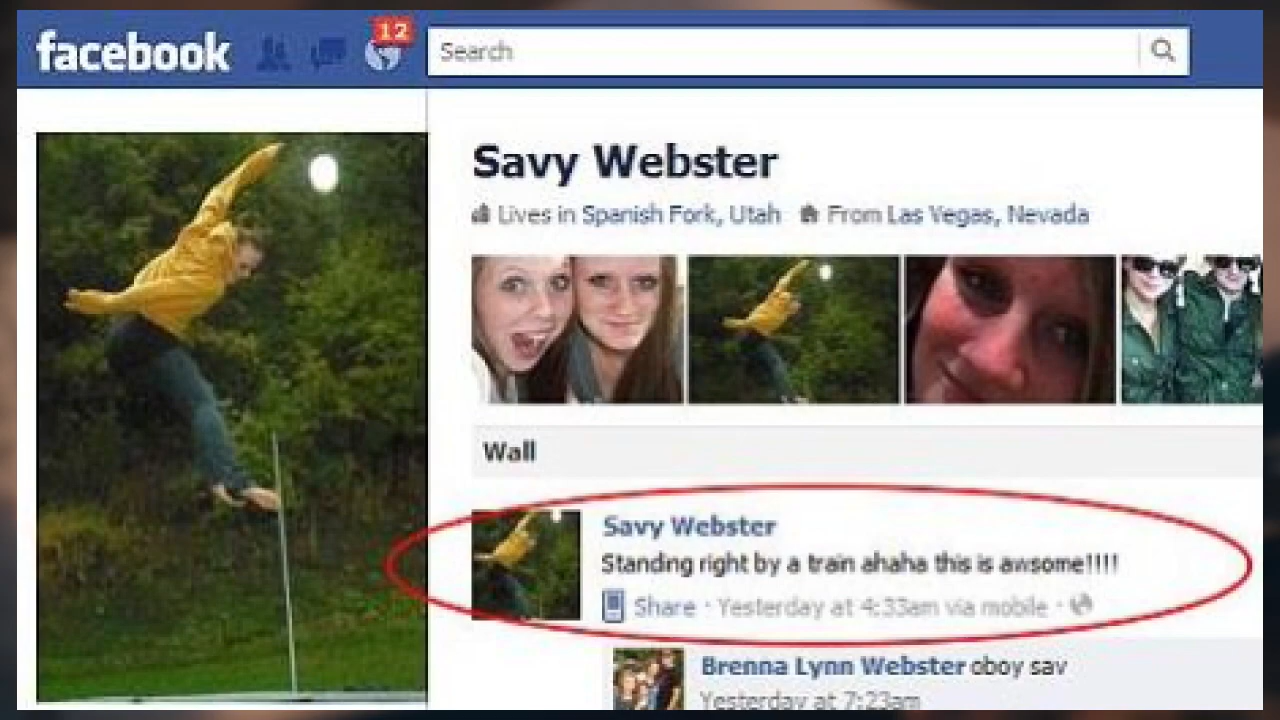 facebook
12
Search
Savy Webster
Lives in Spanish Fork, Utah From Las Vegas, Nevada
Wall
Savy Webster
Standing right by a train ahaha this is awsome!!!!
Share · Yesterday at 4:33am via mobile ·
Brenna Lynn Webster oboy sav
Yesterday at 7:23am